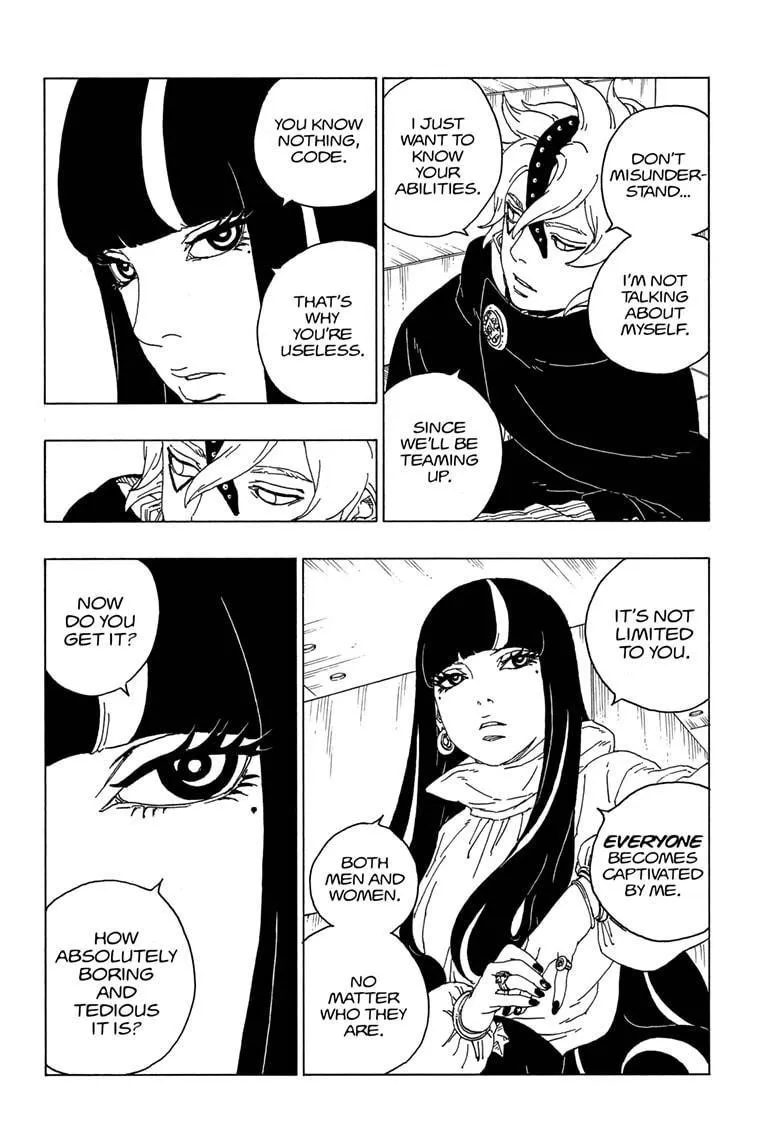 DON'T
MISUNDER-
STAND...
I'M NOT
TALKING
ABOUT
MYSELF.
I JUST
WANT TO
KNOW
YOUR
ABILITIES.
SINCE
WE'LL BE
TEAMING
UP.
YOU KNOW
NOTHING,
CODE.
THAT'S
WHY
YOU'RE
USELESS.
IT'S NOT
LIMITED
TO YOU.
EVERYONE
BECOMES
CAPTIVATED
BY ME.
BOTH
MEN AND
WOMEN.
NO
MATTER
WHO THEY
ARE.
NOW
DO YOU
GET IT?
HOW
ABSOLUTELY
BORING
AND
TEDIOUS
IT IS?